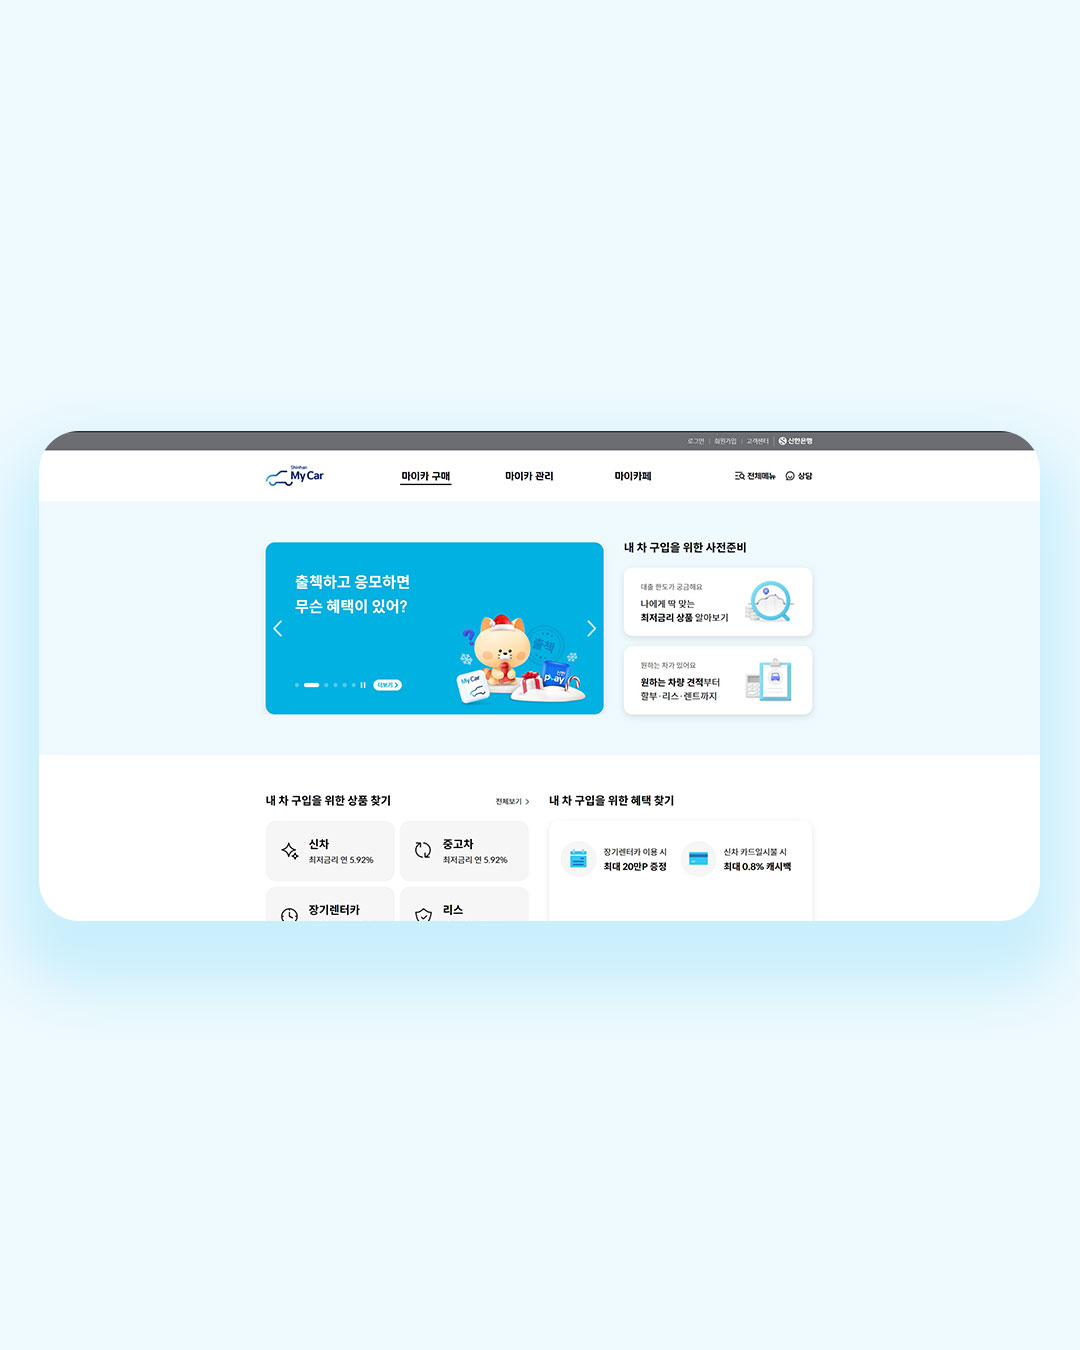 로그인
회원가입
고객센터
신한은행
Shinhan
My Car
마이카 구매
마이카 관리
마이카페
전체메뉴
상담
출첵하고 응모하면
무슨 혜택이 있어?
더보기
?
출첵
My Car
pLay
내 차 구입을 위한 사전준비
대출 한도가 궁금해요
나에게 딱 맞는
최저금리 상품 알아보기
원하는 차가 있어요
원하는 차량 견적부터
할부·리스·렌트까지
내 차 구입을 위한 상품 찾기
전체보기
신차
최저금리 연 5.92%
중고차
최저금리 연 5.92%
장기렌터카
리스
내 차 구입을 위한 혜택 찾기
장기렌터카 이용 시
최대 20만P 증정
신차 카드일시불 시
최대 0.8% 캐시백